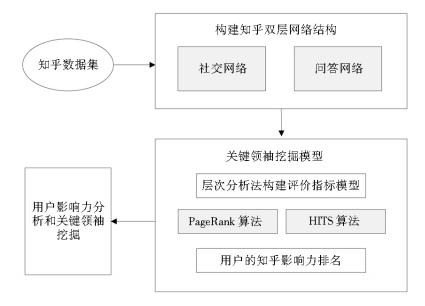 知乎数据集
构建知乎双层网络结构
社交网络
问答网络
关键领袖挖掘模型
层次分析法构建评价指标模型
PageRank 算法
HITS 算法
用户的知乎影响力排名
用户影响力分
析和关键领袖
挖掘